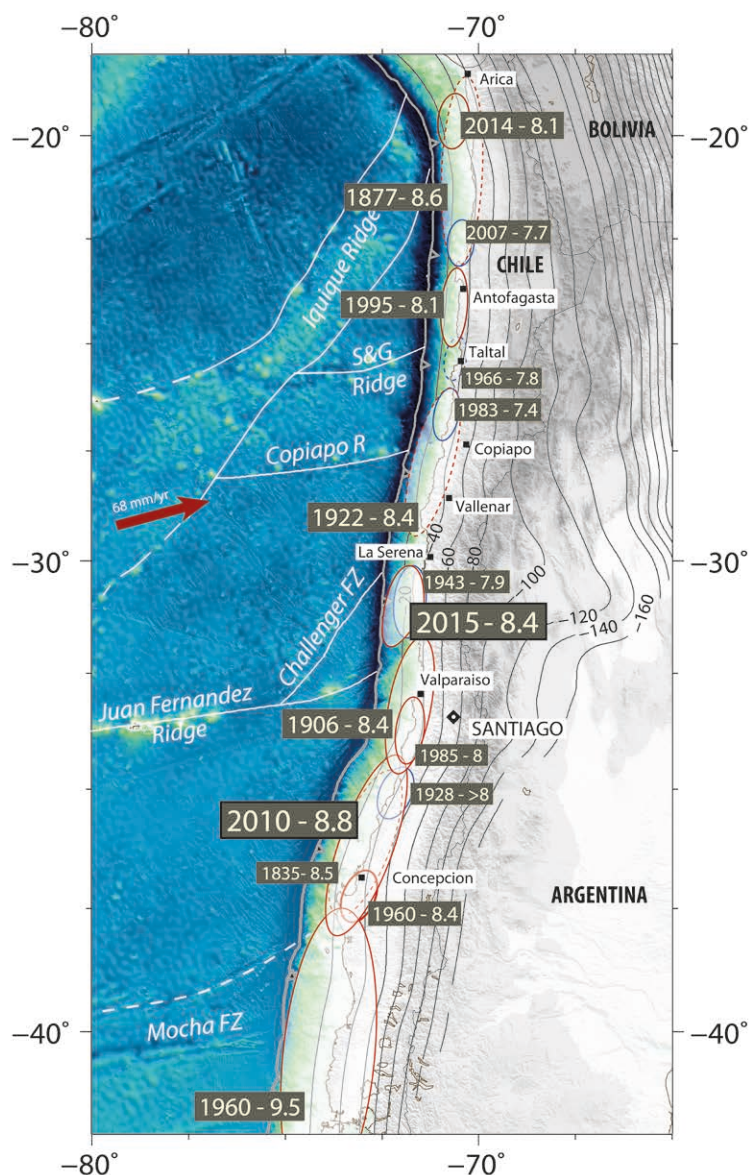 −80˚
−70˚
−20˚
−20˚
Arica
BOLIVIA
2014 - 8.1
1877- 8.6
2007 - 7.7
Iquique Ridge
CHILE
1995 - 8.1
Antofagasta
S&G
Ridge
Taltal
1966 - 7.8
1983 - 7.4
Copiapo R
Copiapo
68 mm/yr
Vallenar
1922 - 8.4
−30˚
−30˚
La Serena
−40
−60
−80
−100
−120
−140
−160
20
1943 - 7.9
2015 - 8.4
Challenger FZ
Valparaiso
Juan Fernandez
Ridge
1906 - 8.4
SANTIAGO
1985 - 8
1928 - >8
2010 - 8.8
1835- 8.5
Concepcion
ARGENTINA
1960 - 8.4
−40˚
−40˚
Mocha FZ
1960 - 9.5
−80˚
−70˚